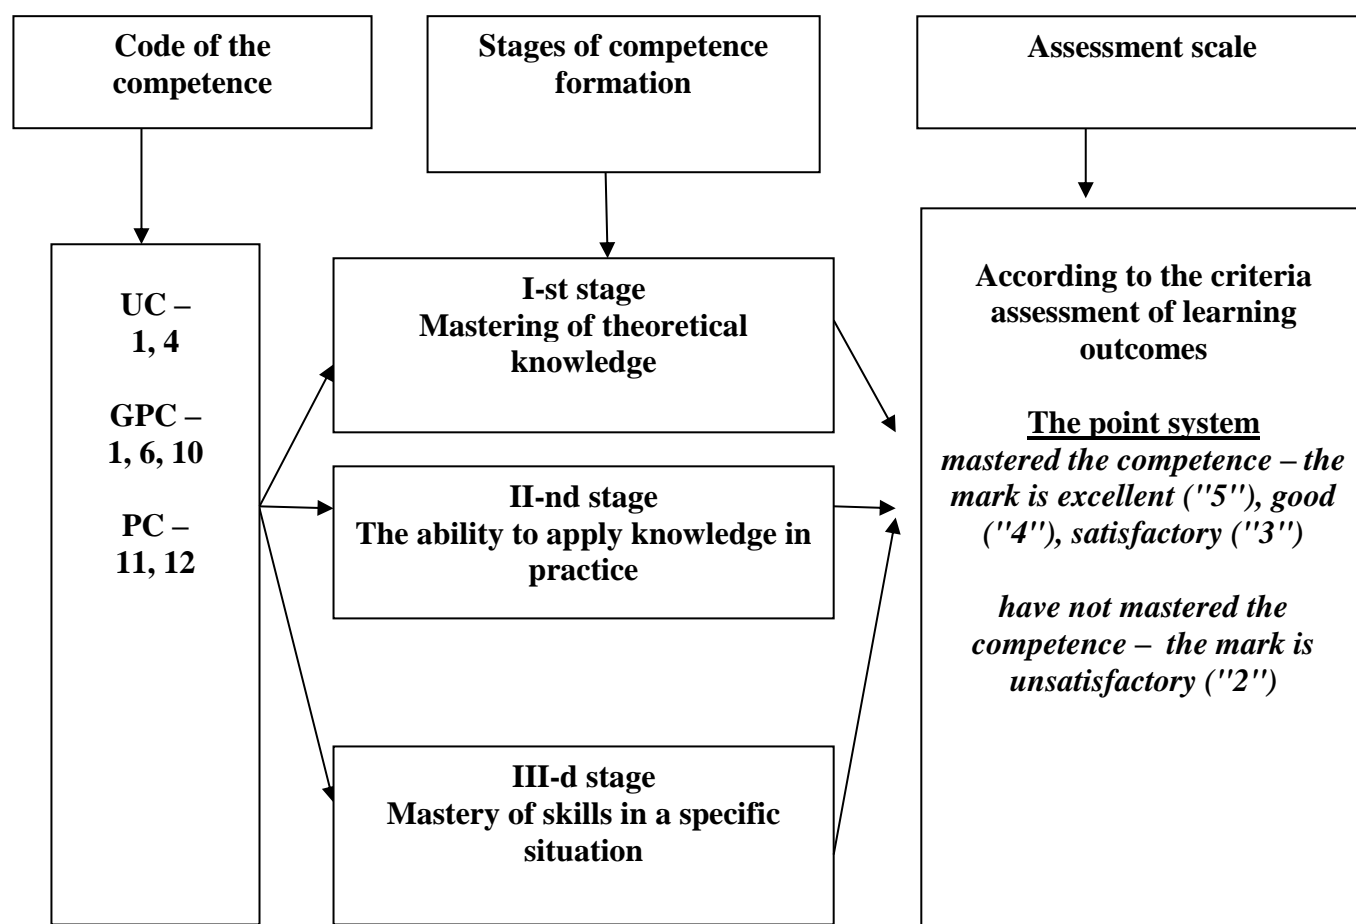 Code of the
competence
Stages of competence
formation
Assessment scale
UC –
1, 4
GPC –
1, 6, 10
PC –
11, 12
I-st stage
Mastering of theoretical
knowledge
II-nd stage
The ability to apply knowledge in
practice
III-d stage
Mastery of skills in a specific
situation
According to the criteria
assessment of learning
outcomes
The point system
mastered the competence – the
mark is excellent ("5"), good
("4"), satisfactory ("3")
have not mastered the
competence – the mark is
unsatisfactory ("2")